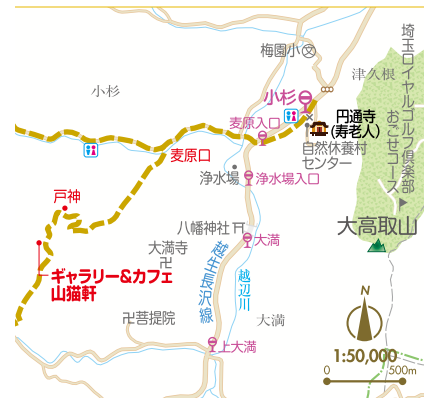 梅園小
文
津久根
埼玉ロイヤルゴルフ倶楽部
おごせコース▶
小杉
小杉
円通寺
(寿老人)
麦原入口
自然休養村
センター
麦原口
浄水場
浄水場入口
戸神
八幡神社
大高取山
大満寺
大満
越辺川
ギャラリー&カフェ
山猫軒
菩提院
大満
上大満
N
1:50,000
0
500m